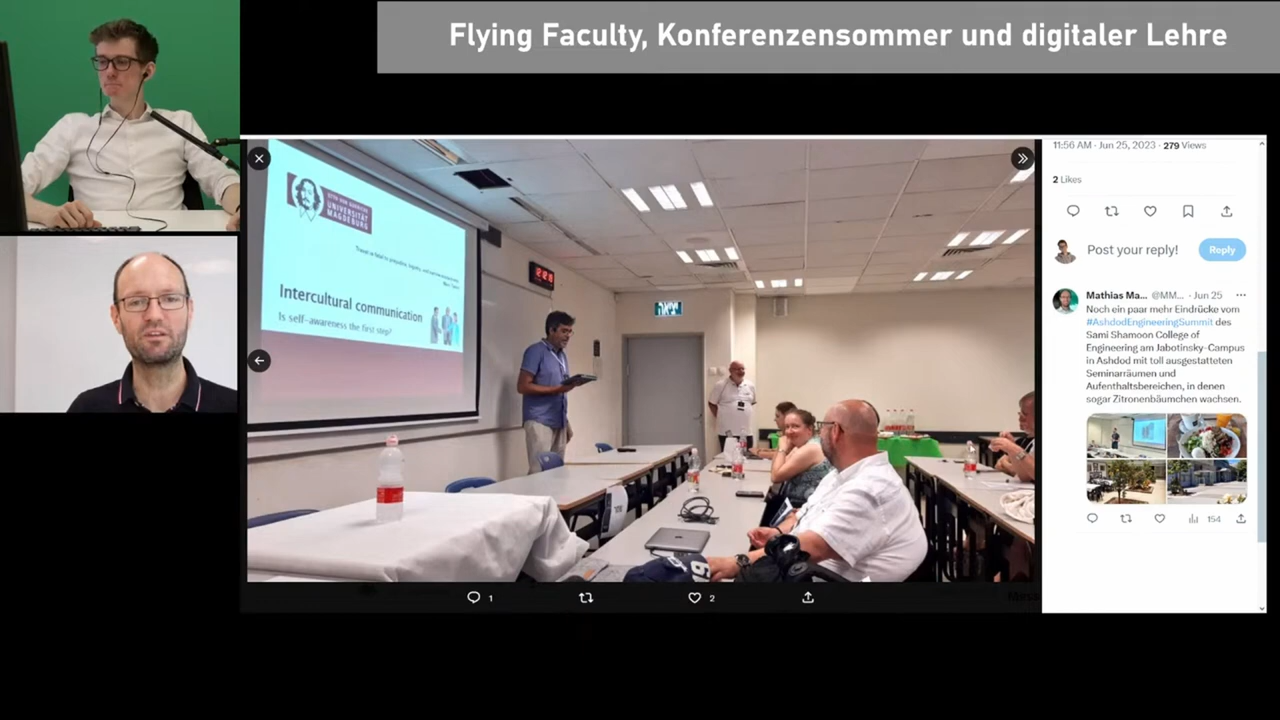 Flying Faculty, Konferenzensommer und digitaler Lehre
OTTO VON GUERICKE
UNIVERSITÄT
MAGDEBURG
Intercultural communication
Is self-awareness the first step?
1
2
11:56 AM · Jun 25, 2023 · 279 Views
2 Likes
Post your reply!
Reply
Mathias Ma... @MM... · Jun 25
Noch ein paar mehr Eindrücke vom
#AshdodEngineeringSummit des
Sami Shamoon College of
Engineering am Jabotinsky-Campus
in Ashdod mit toll ausgestatteten
Seminarräumen und
Aufenthaltsbereichen, in denen
sogar Zitronenbäumchen wachsen.
154